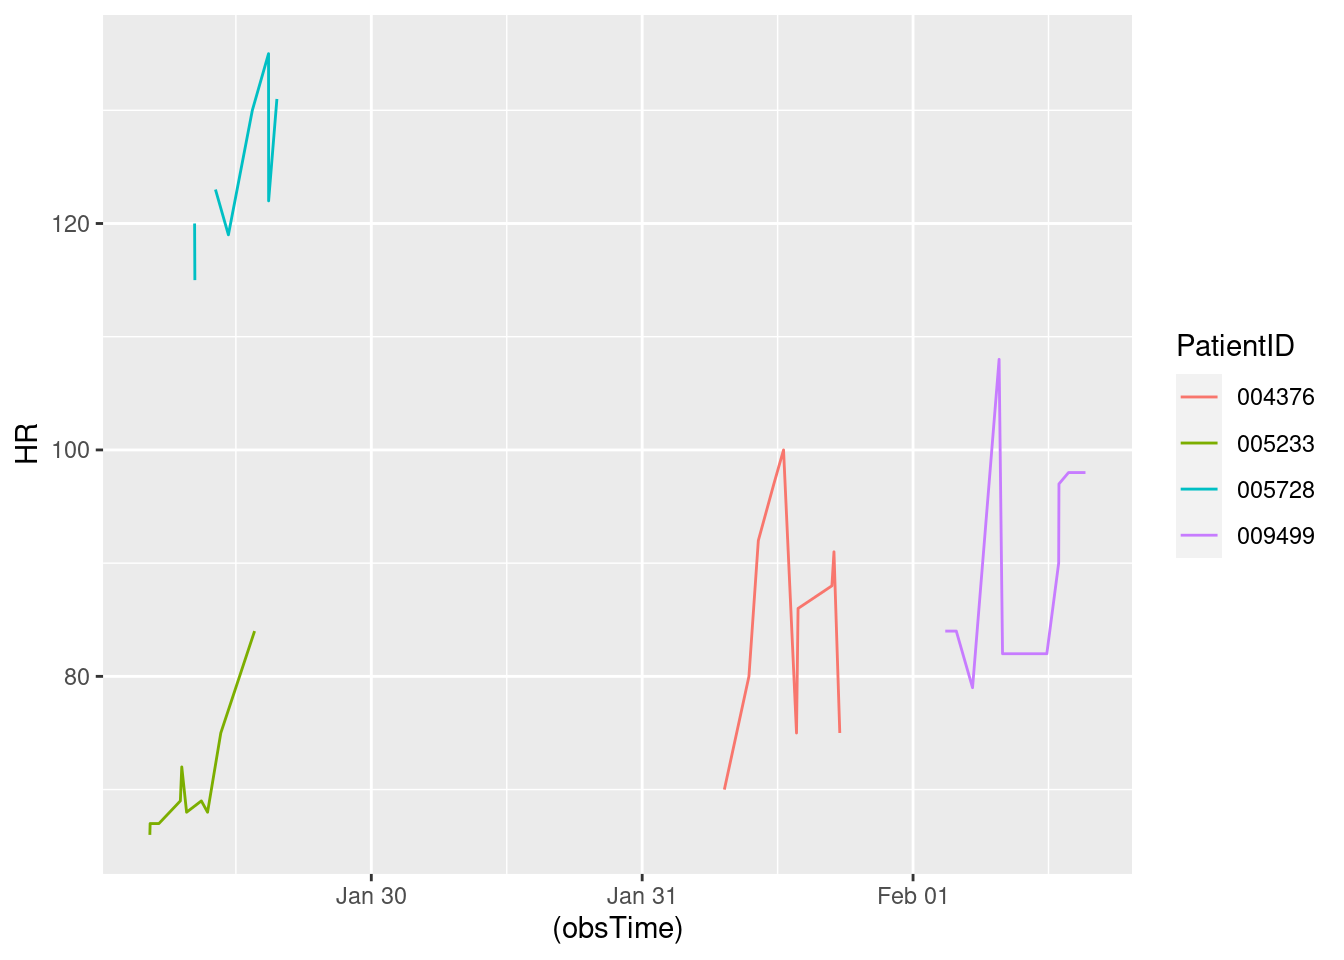 120
100
80
HR
Jan 30
Jan 31
Feb 01
(obsTime)
PatientID
004376
005233
005728
009499